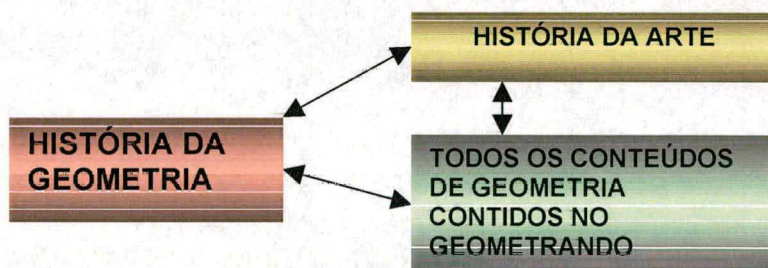 HISTÓRIA DA ARTE
HISTÓRIA DA
GEOMETRIA
TODOS OS CONTEÚDOS
DE GEOMETRIA
CONTIDOS NO
GEOMETRANDO